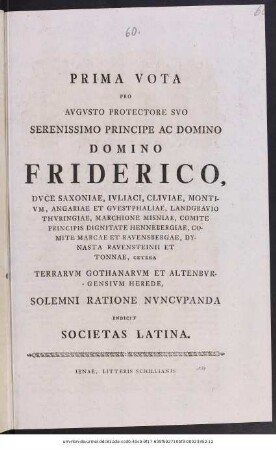 60.
PRIMA VOTA
PRO
AVGVSTO PROTECTORE SVO
SERENISSIMO PRINCIPE AC DOMINO
DOMINO
FRIDERICO,
DVCE SAXONIAE, IVLIACI, CLIVIAE, MONTI-
VM, ANGARIAE ET GVESTPHALIAE, LANDGRAVIO
THVRINGIAE, MARCHIONE MISNIAE, COMITE
PRINCIPIS DIGNITATE HENNEBERGIAE, CO-
MITE MARCAE ET RAVENSBERGAE, DY-
NASTA RAVENSTEINII ET
TONNAE, CETERA
TERRARVM GOTHANARVM ET ALTENBVR-
GENSIVM HEREDE,
SOLEMNI RATIONE NVNCVPANDA
INDICIT
SOCIETAS LATINA.
IENAE, LITTERIS SCHILLIANIS